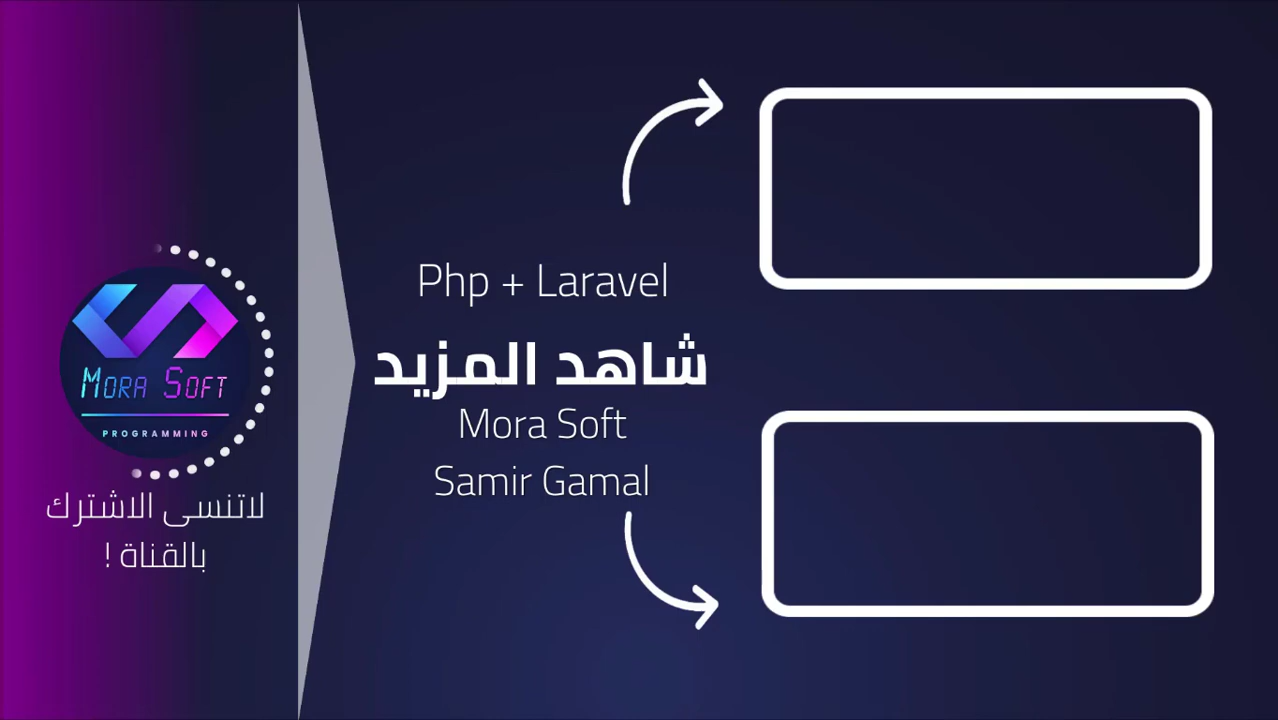 Php + Laravel
شاهد المزيد
Mora Soft
Samir Gamal
MORA SOFT
PROGRAMMING
لاتنسى الاشترك
بالقناة !